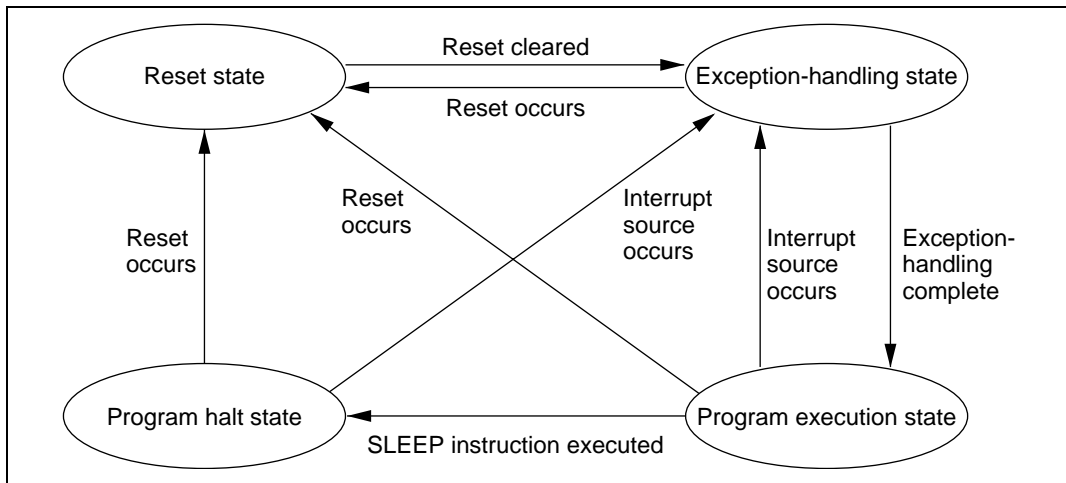 Reset cleared
Reset state
Exception-handling state
Reset occurs
Reset
occurs
Reset
occurs
Interrupt
source
occurs
Interrupt
source
occurs
Exception-
handling
complete
Program halt state
Program execution state
SLEEP instruction executed